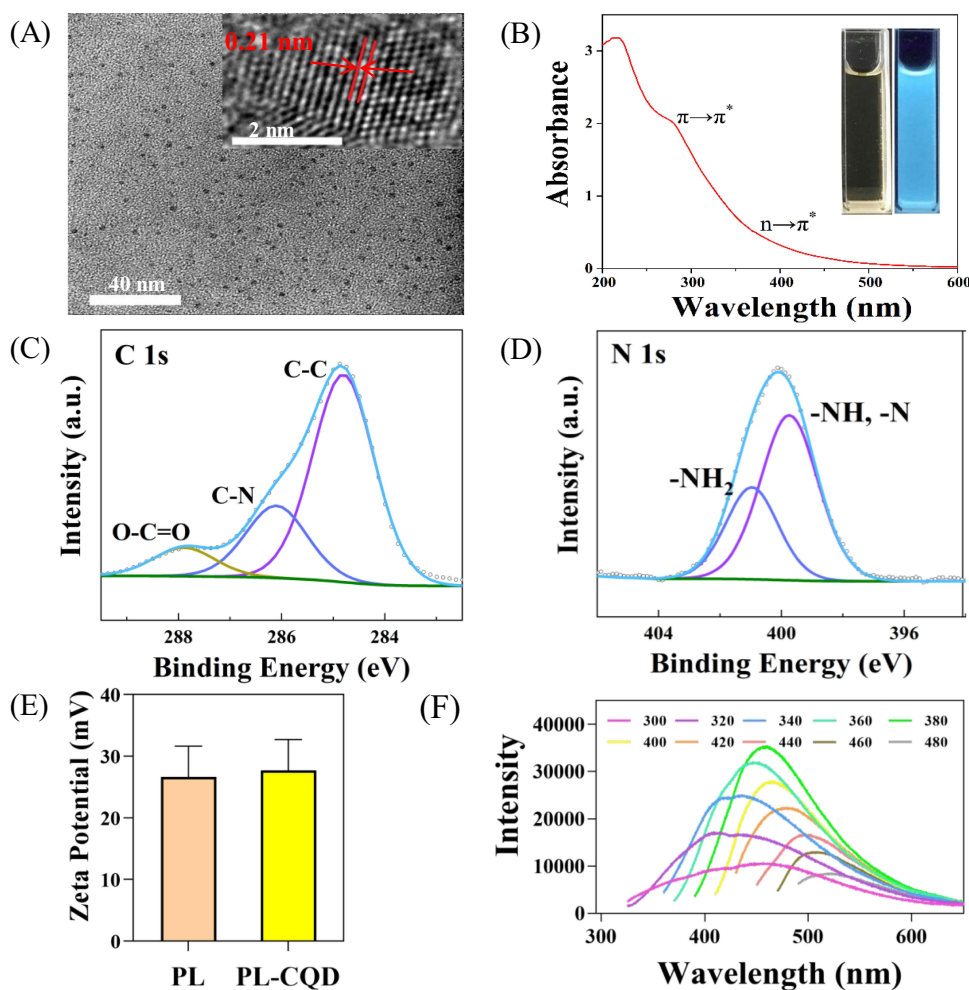 (A)
0.21 nm
2 nm
40 nm
(B)
Absorbance
3
2
1
0
π→π*
n→π*
200 300 400 500 600
Wavelength (nm)
(C)
C 1s
C-C
C-N
O-C=O
Intensity (a.u.)
288 286 284
Binding Energy (eV)
(D)
N 1s
-NH, -N
-NH₂
Intensity (a.u.)
404 400 396
Binding Energy (eV)
(E)
Zeta Potential (mV)
40
30
20
10
0
PL PL-CQD
(F)
300 320 340 360 380
400 420 440 460 480
Intensity
40000
30000
20000
10000
0
300 400 500 600
Wavelength (nm)